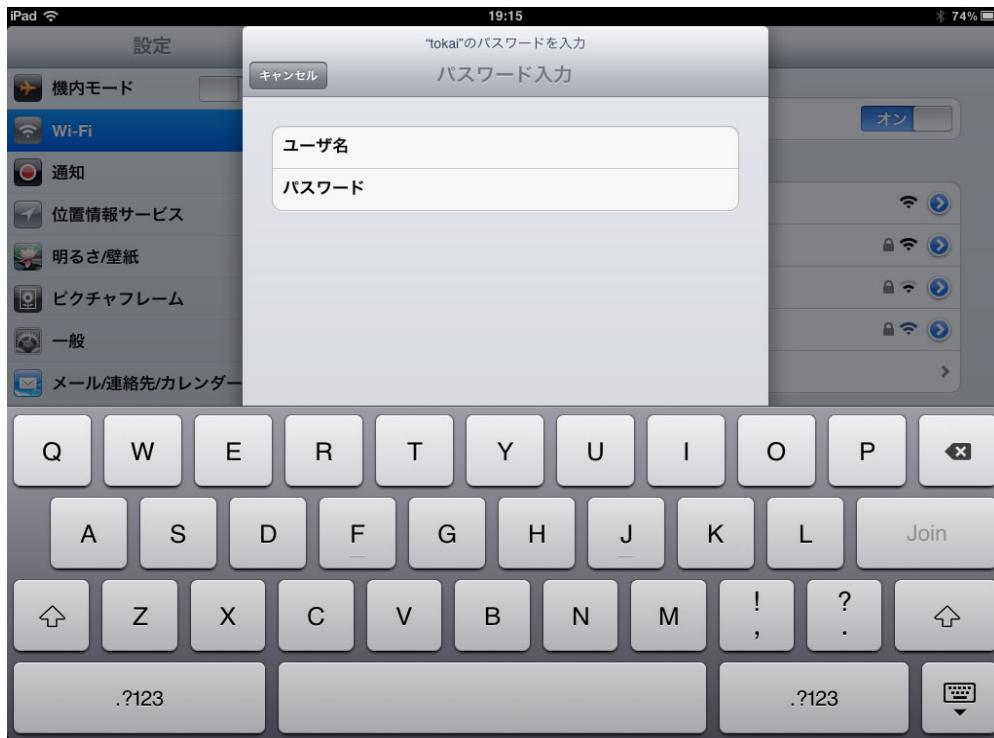 iPad 19:15 74%
設定
"tokai"のパスワードを入力
キャンセル パスワード入力
機内モード
Wi-Fi
オン
通知
位置情報サービス
明るさ/壁紙
ピクチャフレーム
一般
メール/連絡先/カレンダー
ユーザ名
パスワード
Q W E R T Y U I O P
A S D F G H J K L Join
Z X C V B N M ! , ? .
.?123 .?123